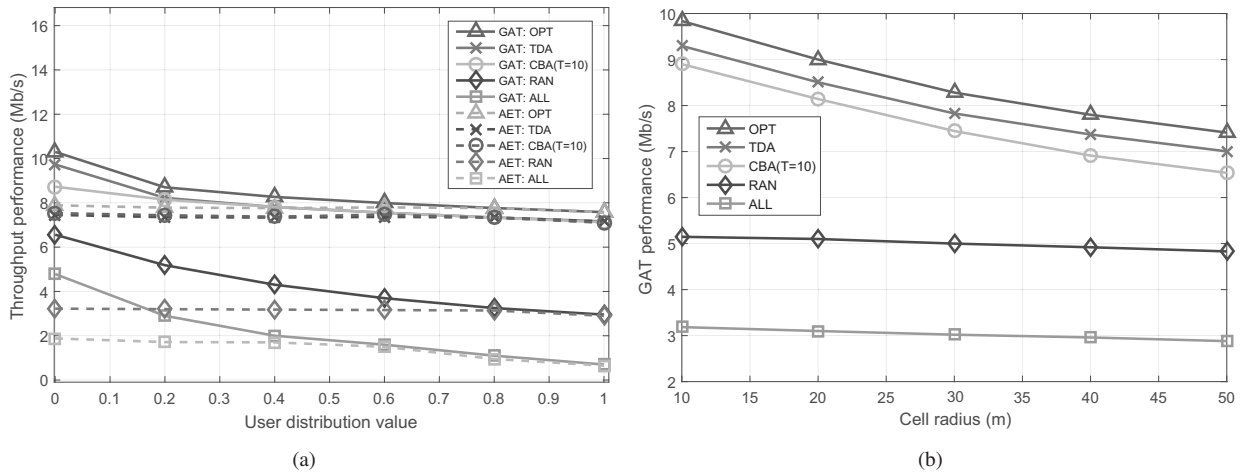 (a)
16
14
12
10
8
6
4
2
0
Throughput performance (Mb/s)
0 0.1 0.2 0.3 0.4 0.5 0.6 0.7 0.8 0.9 1
User distribution value
GAT: OPT
GAT: TDA
GAT: CBA(T=10)
GAT: RAN
GAT: ALL
AET: OPT
AET: TDA
AET: CBA(T=10)
AET: RAN
AET: ALL
(a)
10
9
8
7
6
5
4
3
2
GAT performance (Mb/s)
10 15 20 25 30 35 40 45 50
Cell radius (m)
OPT
TDA
CBA(T=10)
RAN
ALL
(b)